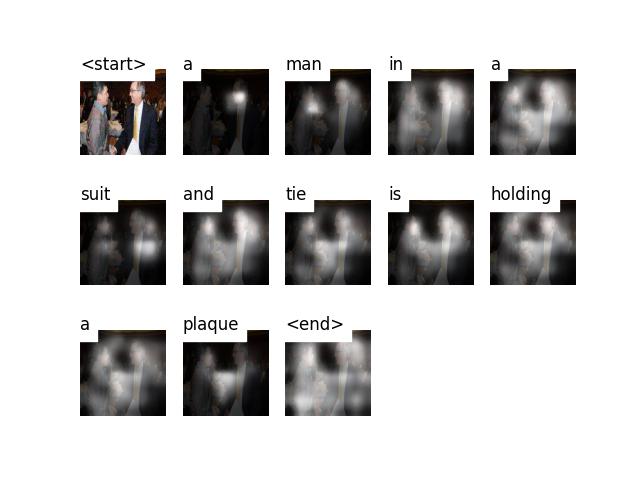 <start> a man in a
suit and tie is holding
a plaque <end>